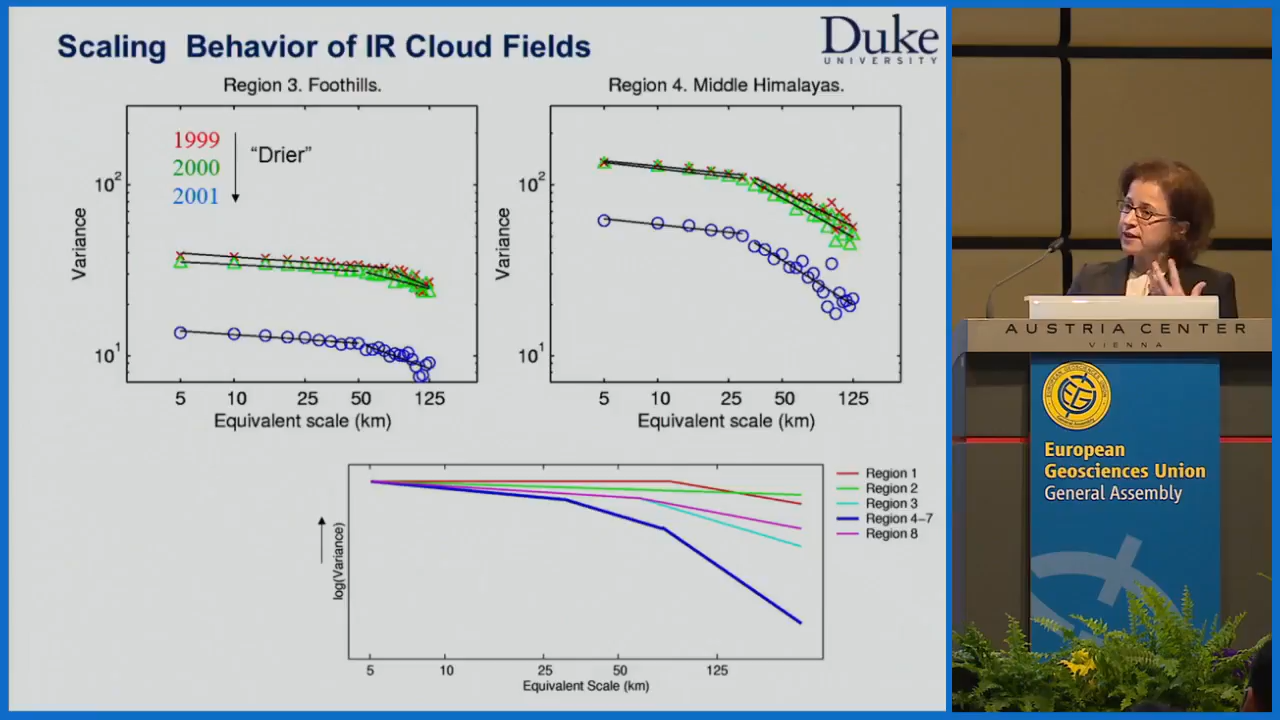 Scaling Behavior of IR Cloud Fields
Duke
UNIVERSITY
Region 3. Foothills.
1999
2000
2001
"Drier"
10²
10¹
Variance
5 10 25 50 125
Equivalent scale (km)
Region 4. Middle Himalayas.
10²
10¹
Variance
5 10 25 50 125
Equivalent scale (km)
log(Variance)
5 10 25 50 125
Equivalent Scale (km)
Region 1
Region 2
Region 3
Region 4-7
Region 8
AUSTRIA CENTER
VIENNA
European
Geosciences Union
General Assembly